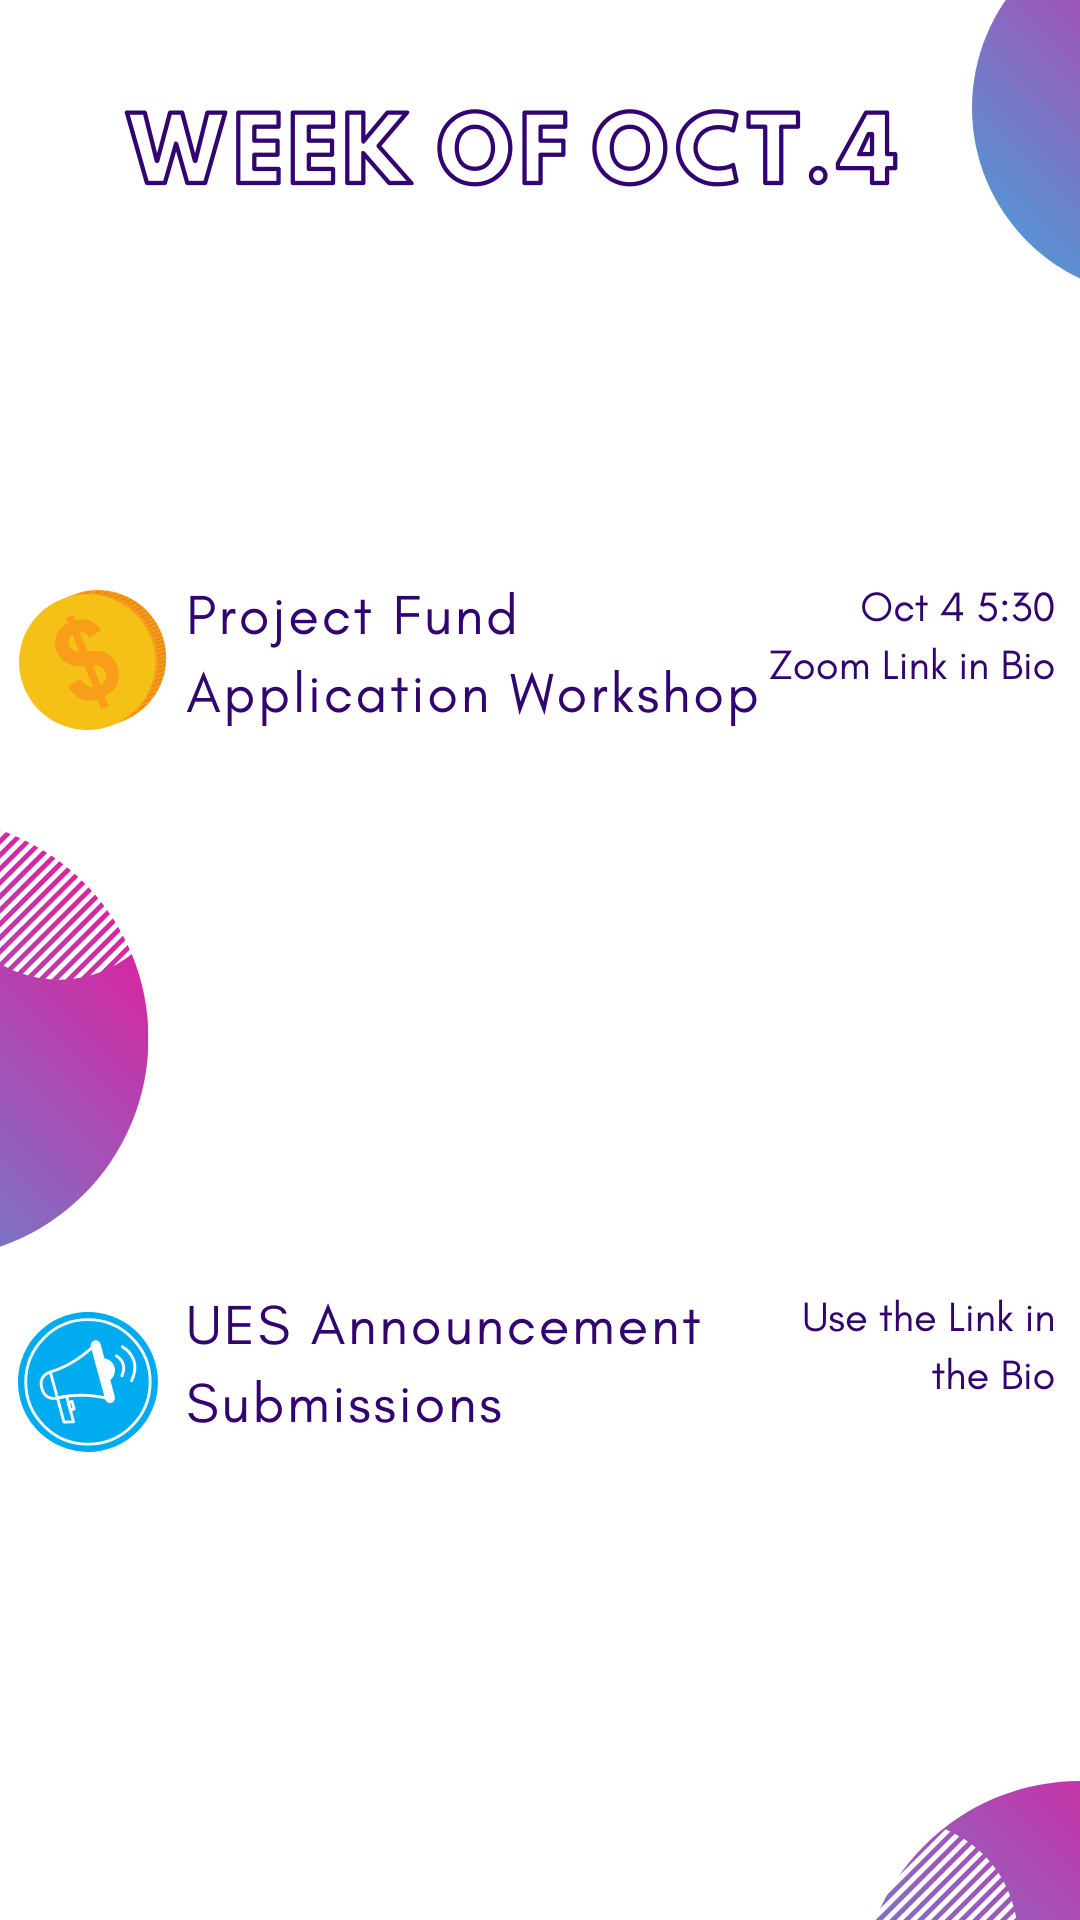 WEEK OF OCT.4
Project Fund
Application Workshop
Oct 4 5:30
Zoom Link in Bio
$
UES Announcement
Submissions
Use the Link in
the Bio